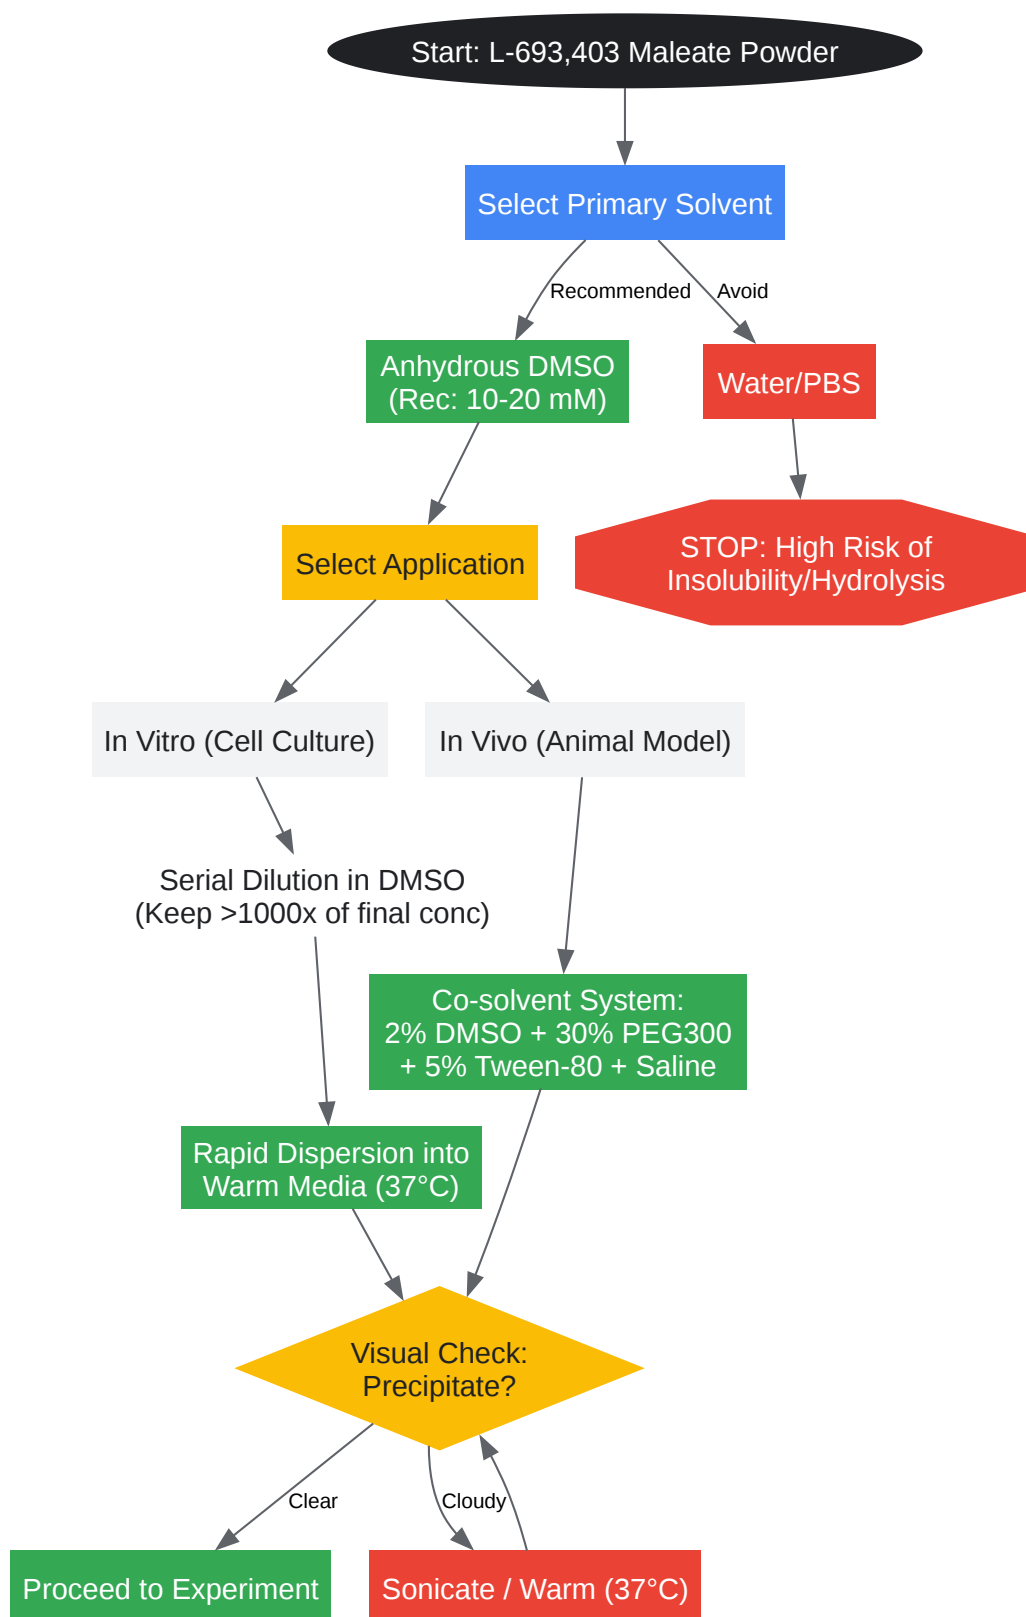 Start: L-693,403 Maleate Powder
Select Primary Solvent
Recommended
Avoid
Anhydrous DMSO
(Rec: 10-20 mM)
Water/PBS
Select Application
STOP: High Risk of
Insolubility/Hydrolysis
In Vitro (Cell Culture)
In Vivo (Animal Model)
Serial Dilution in DMSO
(Keep >1000x of final conc)
Co-solvent System:
2% DMSO + 30% PEG300
+ 5% Tween-80 + Saline
Rapid Dispersion into
Warm Media (37°C)
Visual Check:
Precipitate?
Clear
Cloudy
Proceed to Experiment
Sonicate / Warm (37°C)